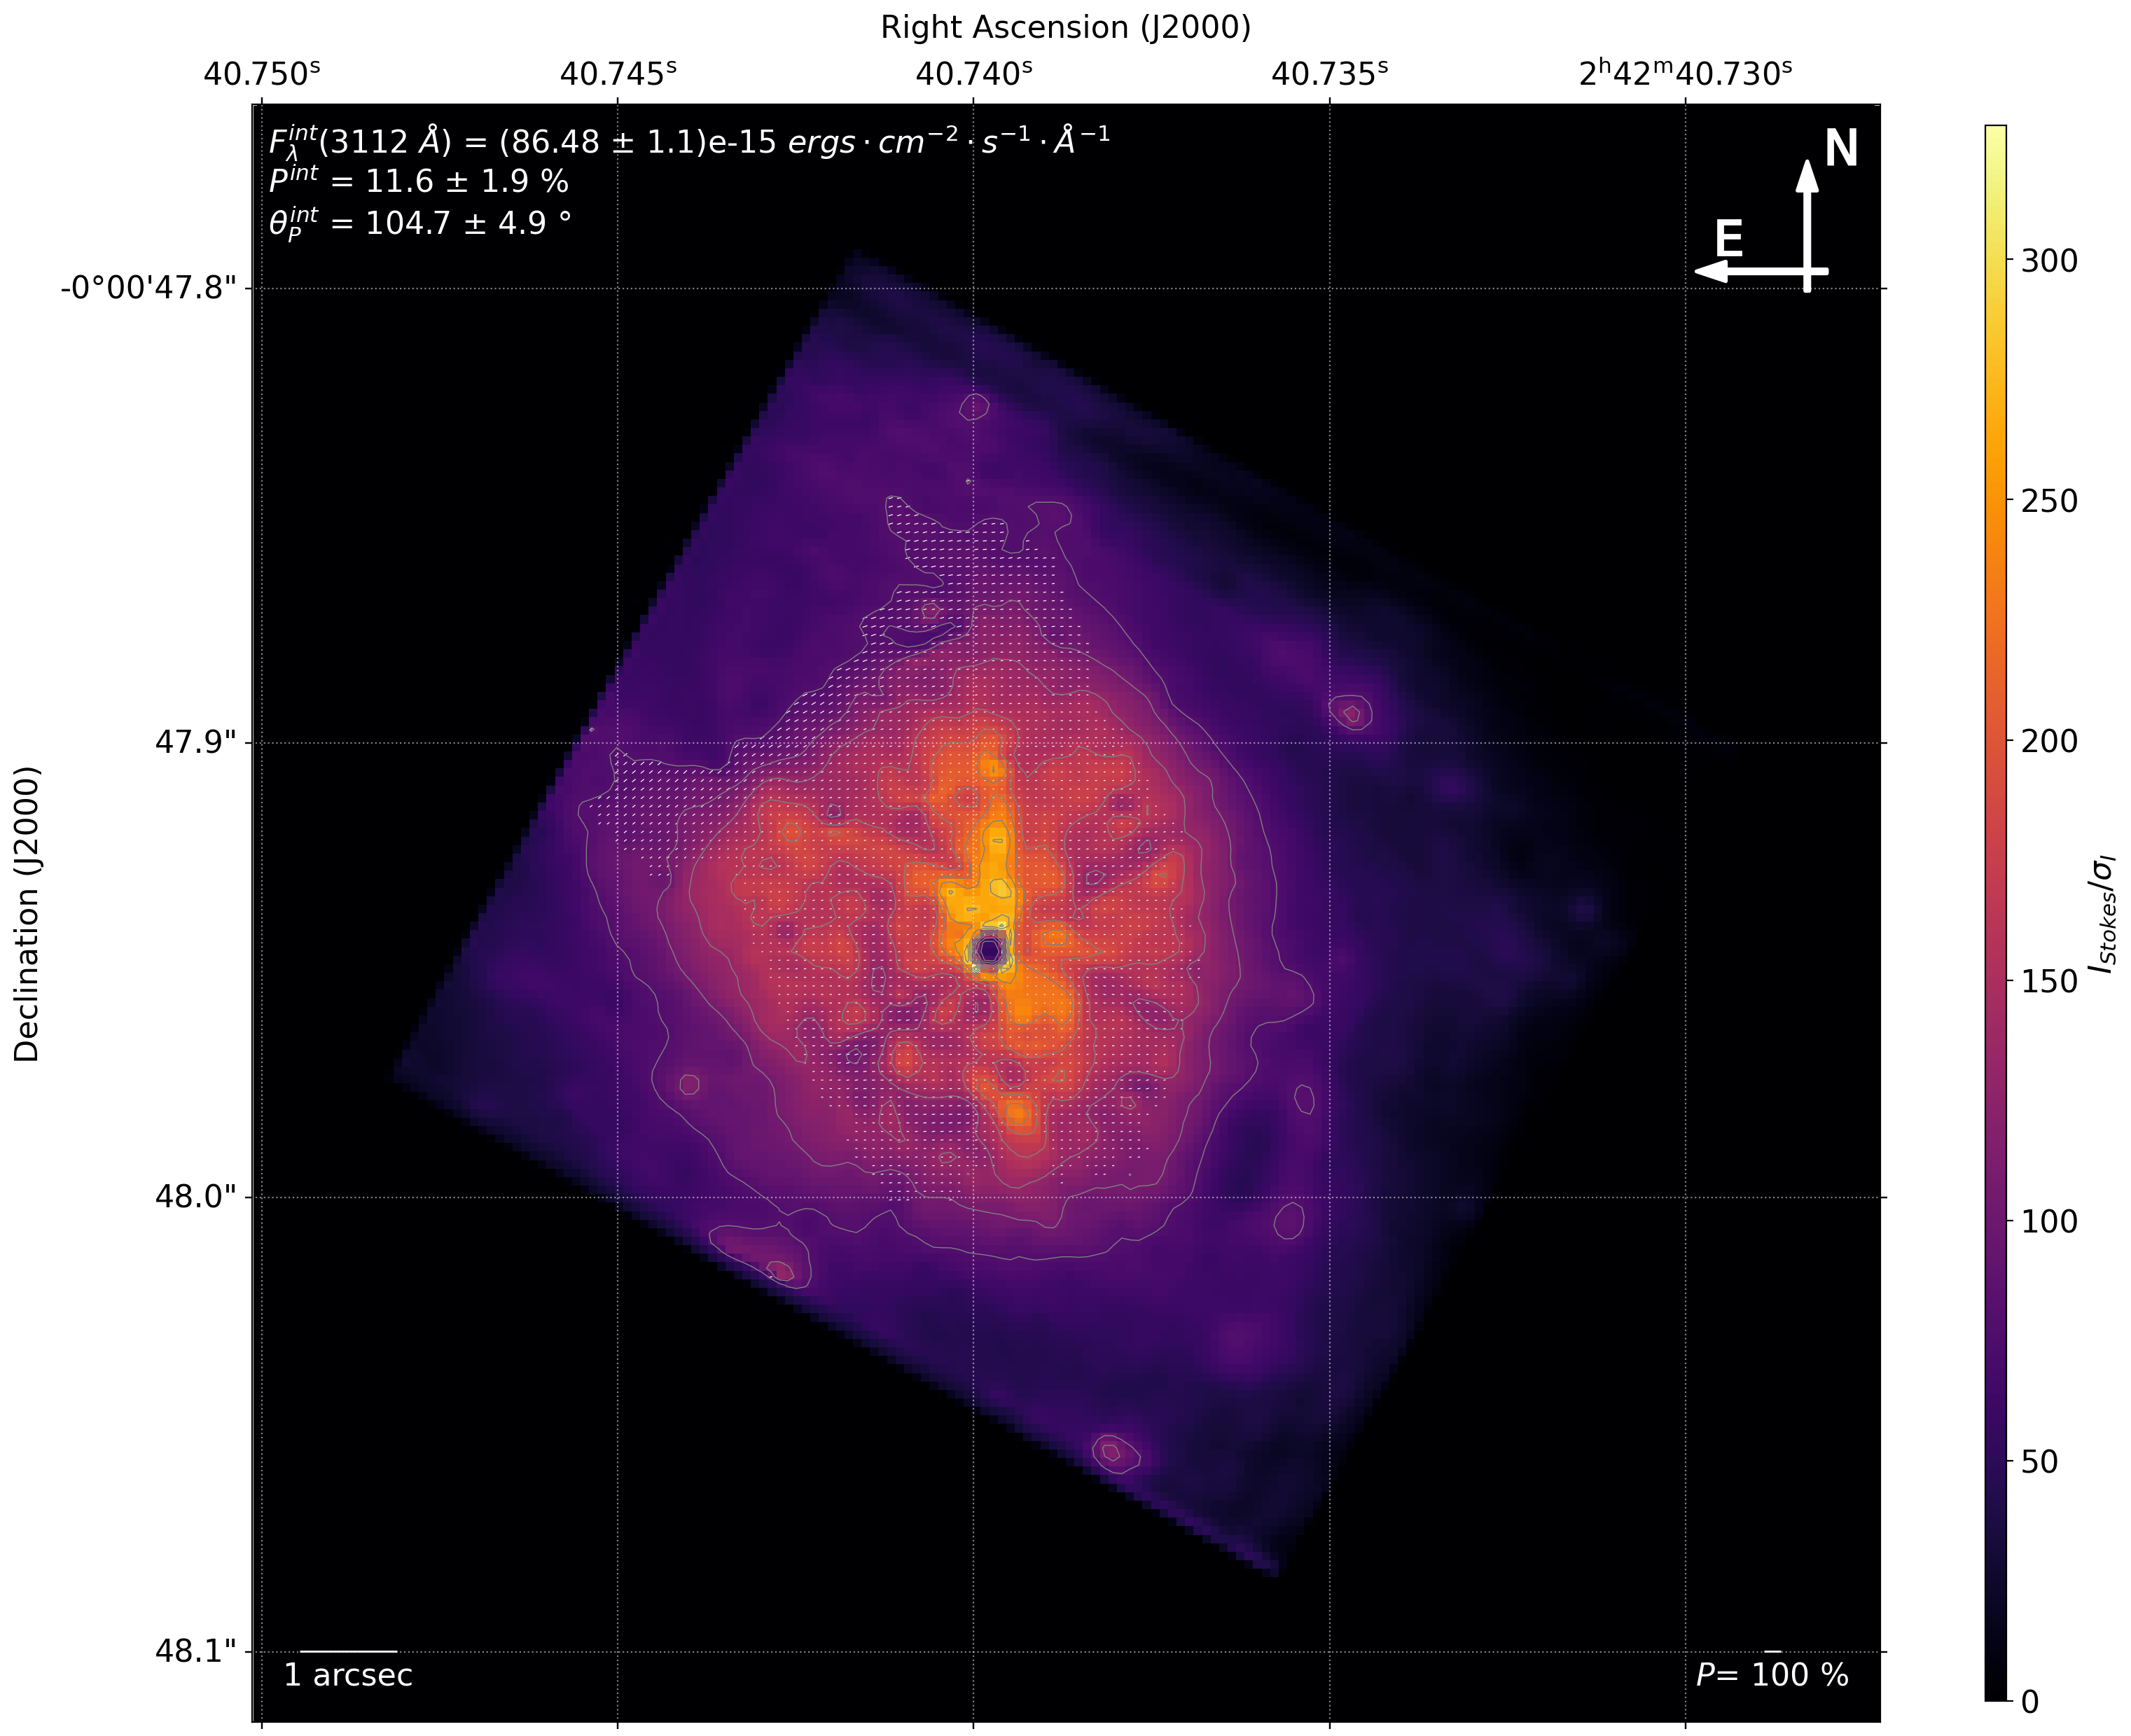 Right Ascension (J2000)
40.750ˢ 40.745ˢ 40.740ˢ 40.735ˢ 2ʰ42ᵐ40.730ˢ
F_λ^int(3112 Å) = (86.48 ± 1.1)e-15 ergs · cm⁻² · s⁻¹ · Å⁻¹
P^int = 11.6 ± 1.9 %
θ_P^int = 104.7 ± 4.9 °
N
E
-0°00'47.8"
47.9"
48.0"
48.1"
Declination (J2000)
1 arcsec
P= 100 %
300
250
200
150
100
50
0
I_Stokes/σ_I